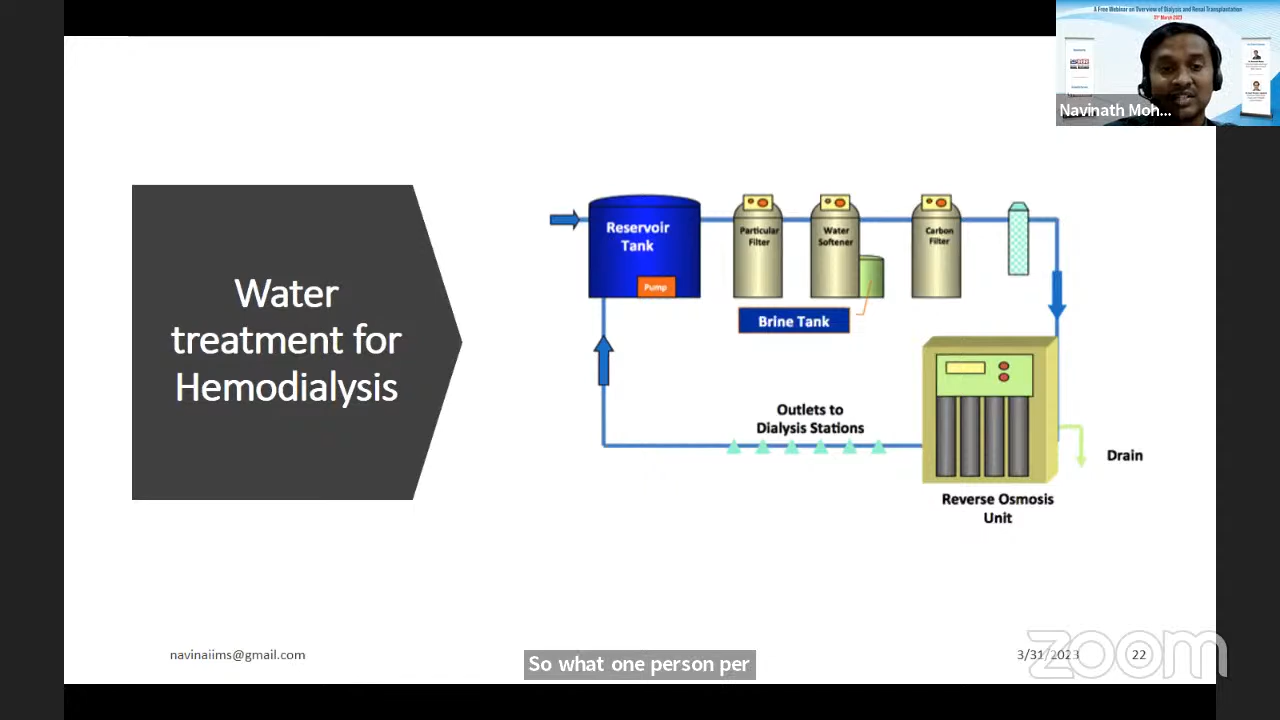 A Free Webinar on Overview of Dialysis and Renal Transplantation
31st March 2023
Navinath Moh...
Water
treatment for
Hemodialysis
Reservoir
Tank
Pump
Particular
Filter
Water
Softener
Carbon
Filter
Brine Tank
Outlets to
Dialysis Stations
Drain
Reverse Osmosis
Unit
navinaiims@gmail.com
So what one person per
3/31/2023
22
zoom